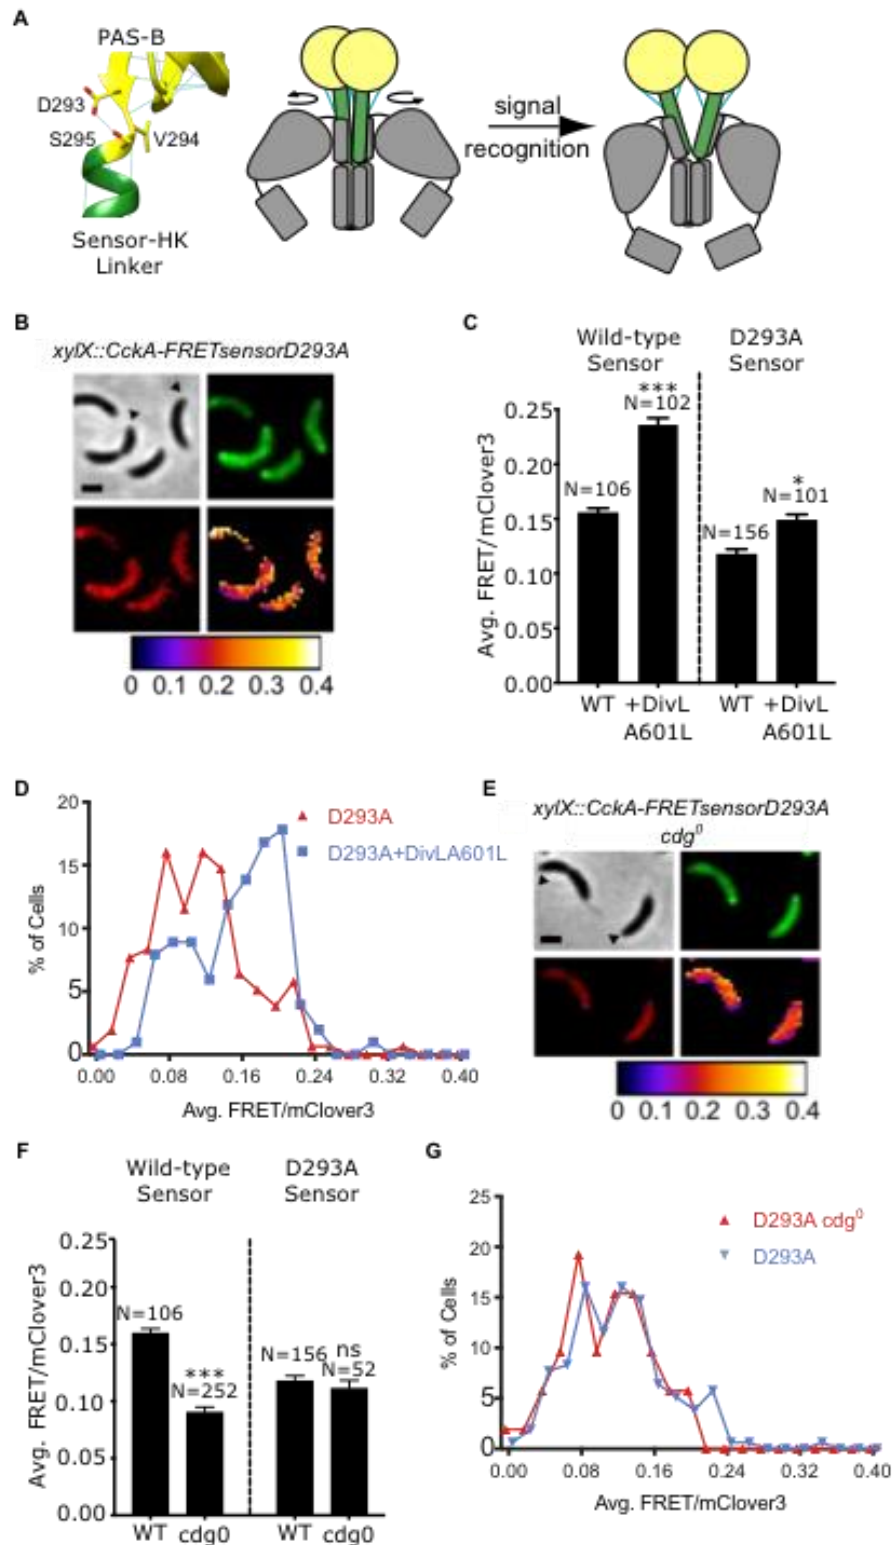 A
PAS-B
D293
S295
V294
Sensor-HK
Linker
signal
recognition
B
xylX::CckA-FRETsensorD293A
0 0.1 0.2 0.3 0.4
C
Wild-type
Sensor
D293A
Sensor
Avg. FRET/mClover3
0.25
0.20
0.15
0.10
0.05
0.00
N=106
***
N=102
N=156
*
N=101
WT +DivL
A601L
WT +DivL
A601L
D
% of Cells
20
15
10
5
0
D293A
D293A+DivLA601L
0.00 0.08 0.16 0.24 0.32 0.40
Avg. FRET/mClover3
E
xylX::CckA-FRETsensorD293A
cdg⁰
0 0.1 0.2 0.3 0.4
F
Wild-type
Sensor
D293A
Sensor
Avg. FRET/mClover3
0.25
0.20
0.15
0.10
0.05
0.00
N=106
***
N=252
N=156
ns
N=52
WT cdg0
WT cdg0
G
% of Cells
25
20
15
10
5
0
D293A cdg⁰
D293A
0.00 0.08 0.16 0.24 0.32 0.40
Avg. FRET/mClover3